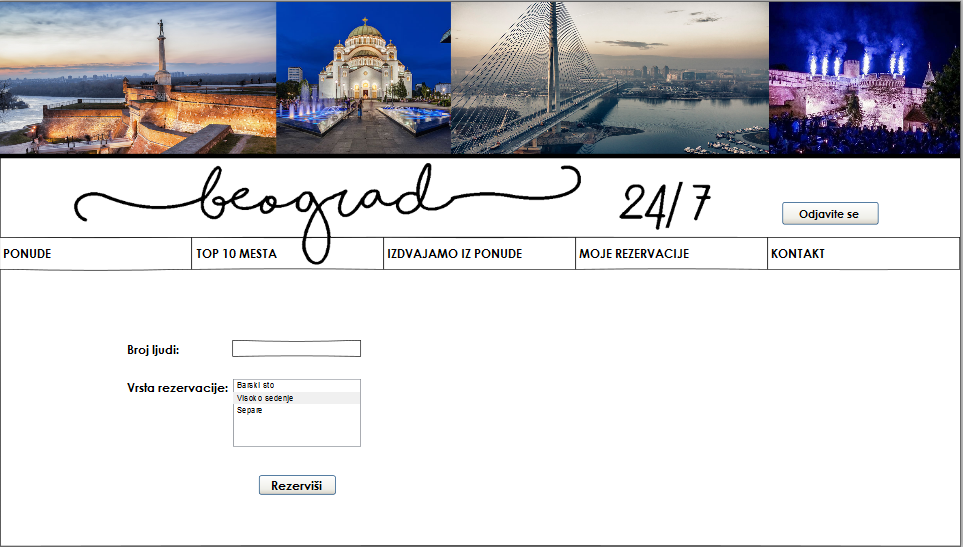 beograd 24/7
Odjavite se
PONUDE TOP 10 MESTA IZDVAJAMO IZ PONUDE MOJE REZERVACIJE KONTAKT
Broj ljudi:
Vrsta rezervacije:
Barski sto
Visoko sedenje
Separe
Rezerviši